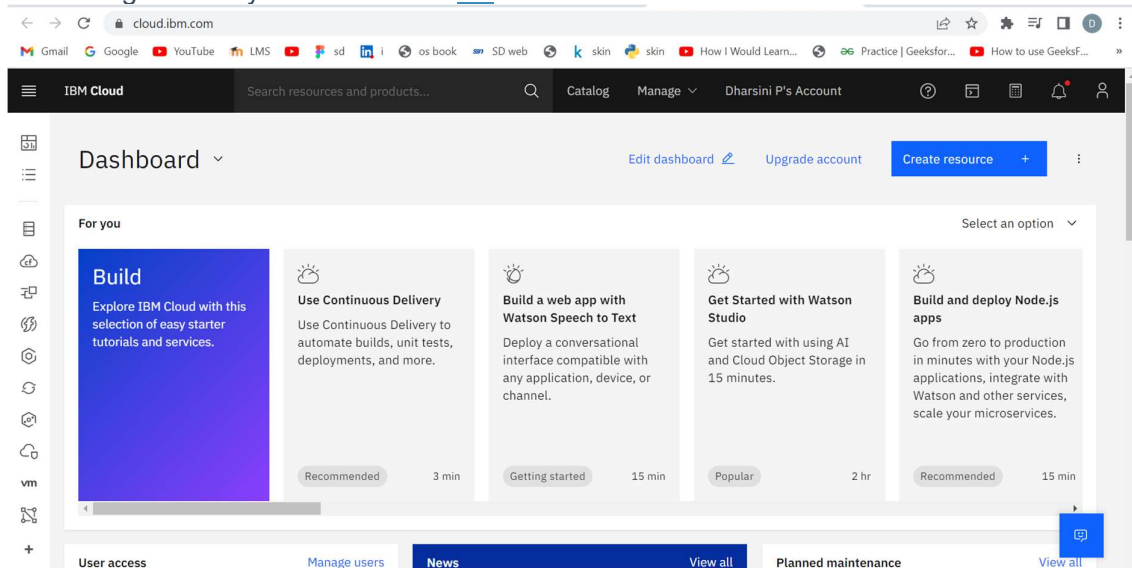 cloud.ibm.com
D
Gmail Google YouTube LMS sd i os book SD web skin skin How I Would Learn... Practice | Geeksfor... How to use GeeksF... »
IBM Cloud Search resources and products... Catalog Manage Dharsini P's Account
Dashboard Edit dashboard Upgrade account Create resource +
For you Select an option
Build
Explore IBM Cloud with this
selection of easy starter
tutorials and services.
Use Continuous Delivery
Use Continuous Delivery to
automate builds, unit tests,
deployments, and more.
Recommended 3 min
Build a web app with
Watson Speech to Text
Deploy a conversational
interface compatible with
any application, device, or
channel.
Getting started 15 min
Get Started with Watson
Studio
Get started with using AI
and Cloud Object Storage in
15 minutes.
Popular 2 hr
Build and deploy Node.js
apps
Go from zero to production
in minutes with your Node.js
applications, integrate with
Watson and other services,
scale your microservices.
Recommended 15 min
cf
vm
User access Manage users
News View all
Planned maintenance View all